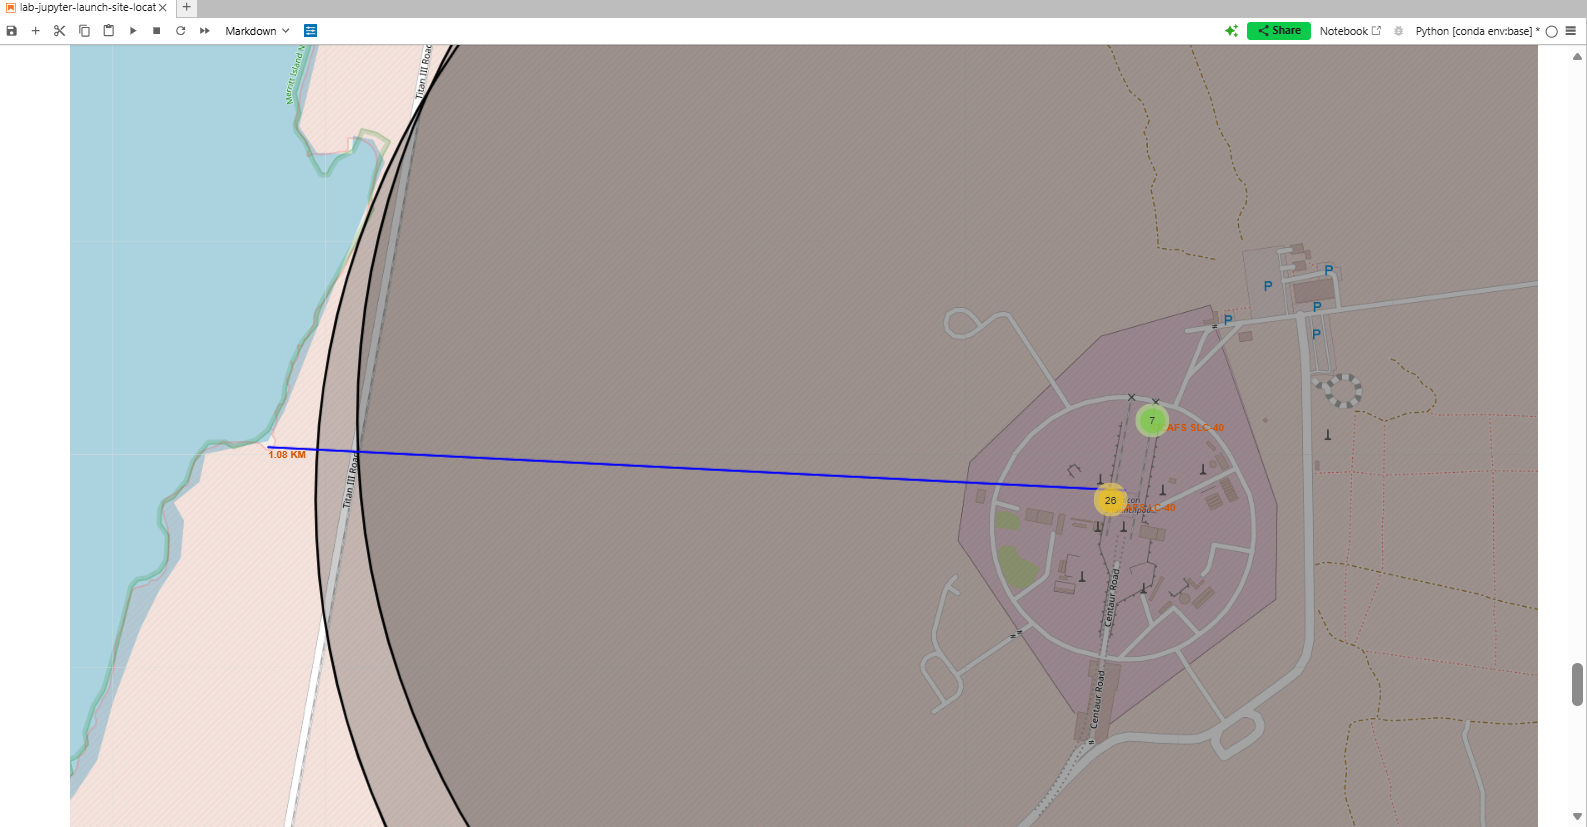 lab-jupyter-launch-site-locat
Markdown
Share
Notebook
Python [conda env:base] *
Merritt Island N
Titan III Road
P
P
P
P
P
7
AFS SLC-40
1.08 KM
Titan III Road
26
Centaur Road
Centaur Road